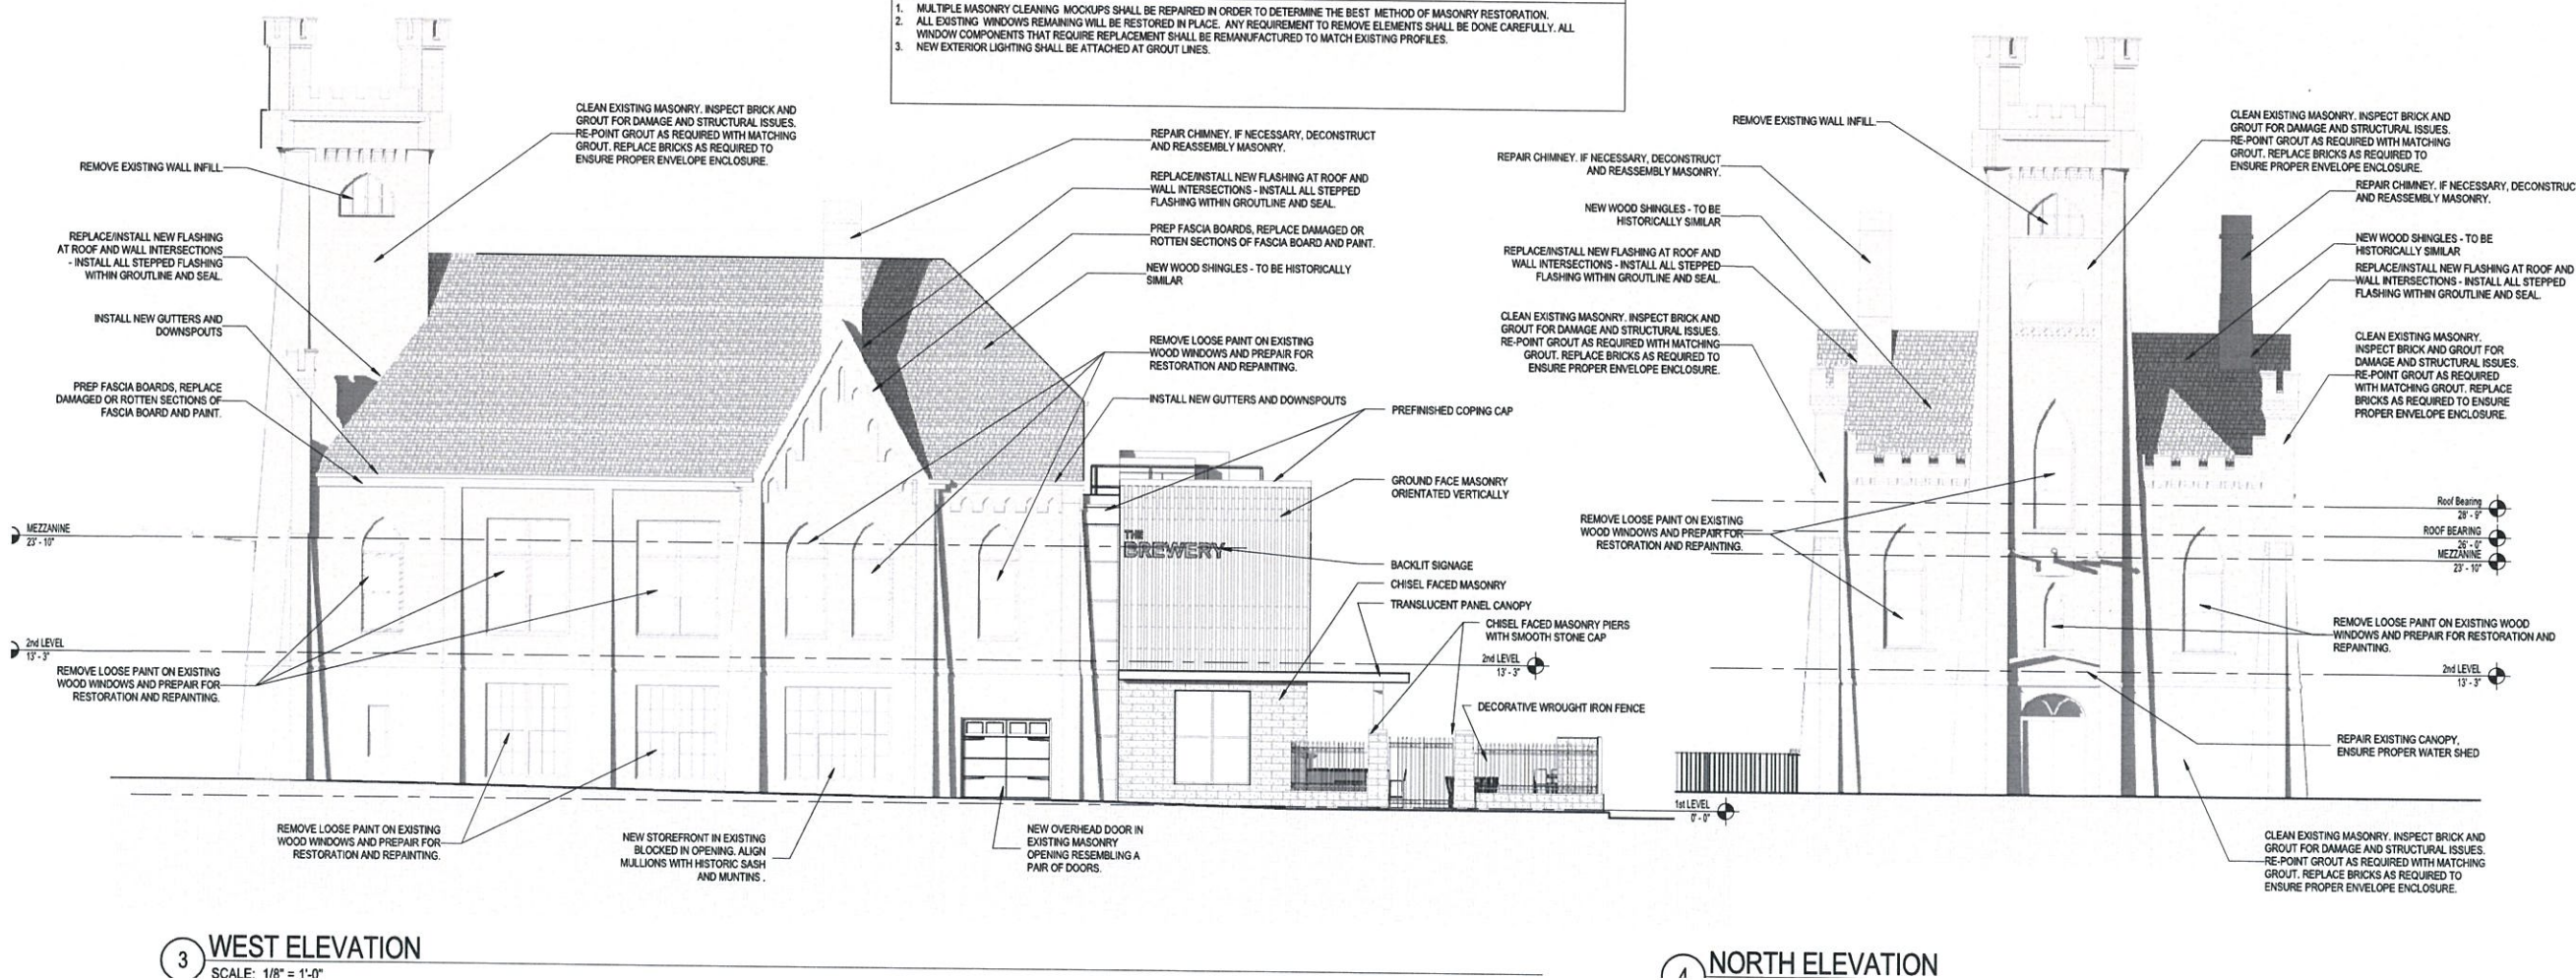 1. MULTIPLE MASONRY CLEANING MOCKUPS SHALL BE REPAIRED IN ORDER TO DETERMINE THE BEST METHOD OF MASONRY RESTORATION.
2. ALL EXISTING WINDOWS REMAINING WILL BE RESTORED IN PLACE. ANY REQUIREMENT TO REMOVE ELEMENTS SHALL BE DONE CAREFULLY. ALL
WINDOW COMPONENTS THAT REQUIRE REPLACEMENT SHALL BE REMANUFACTURED TO MATCH EXISTING PROFILES.
3. NEW EXTERIOR LIGHTING SHALL BE ATTACHED AT GROUT LINES.
REMOVE EXISTING WALL INFILL.
REPLACE/INSTALL NEW FLASHING
AT ROOF AND WALL INTERSECTIONS
- INSTALL ALL STEPPED FLASHING
WITHIN GROUTLINE AND SEAL.
INSTALL NEW GUTTERS AND
DOWNSPOUTS
PREP FASCIA BOARDS, REPLACE
DAMAGED OR ROTTEN SECTIONS OF
FASCIA BOARD AND PAINT.
MEZZANINE
23' - 10"
2nd LEVEL
13' - 3"
REMOVE LOOSE PAINT ON EXISTING
WOOD WINDOWS AND PREPAIR FOR
RESTORATION AND REPAINTING.
CLEAN EXISTING MASONRY. INSPECT BRICK AND
GROUT FOR DAMAGE AND STRUCTURAL ISSUES.
RE-POINT GROUT AS REQUIRED WITH MATCHING
GROUT. REPLACE BRICKS AS REQUIRED TO
ENSURE PROPER ENVELOPE ENCLOSURE.
REPAIR CHIMNEY. IF NECESSARY, DECONSTRUCT
AND REASSEMBLY MASONRY.
REPLACE/INSTALL NEW FLASHING AT ROOF AND
WALL INTERSECTIONS - INSTALL ALL STEPPED
FLASHING WITHIN GROUTLINE AND SEAL.
PREP FASCIA BOARDS, REPLACE DAMAGED OR
ROTTEN SECTIONS OF FASCIA BOARD AND PAINT.
NEW WOOD SHINGLES - TO BE HISTORICALLY
SIMILAR
REMOVE LOOSE PAINT ON EXISTING
WOOD WINDOWS AND PREPAIR FOR
RESTORATION AND REPAINTING.
INSTALL NEW GUTTERS AND DOWNSPOUTS
PREFINISHED COPING CAP
GROUND FACE MASONRY
ORIENTATED VERTICALLY
THE
BREWERY
BACKLIT SIGNAGE
CHISEL FACED MASONRY
TRANSLUCENT PANEL CANOPY
CHISEL FACED MASONRY PIERS
WITH SMOOTH STONE CAP
2nd LEVEL
13' - 3"
DECORATIVE WROUGHT IRON FENCE
1st LEVEL
0' - 0"
REMOVE LOOSE PAINT ON EXISTING
WOOD WINDOWS AND PREPAIR FOR
RESTORATION AND REPAINTING.
NEW STOREFRONT IN EXISTING
BLOCKED IN OPENING. ALIGN
MULLIONS WITH HISTORIC SASH
AND MUNTINS .
NEW OVERHEAD DOOR IN
EXISTING MASONRY
OPENING RESEMBLING A
PAIR OF DOORS.
3
WEST ELEVATION
SCALE: 1/8" = 1'-0"
REMOVE EXISTING WALL INFILL.
REPAIR CHIMNEY. IF NECESSARY, DECONSTRUCT
AND REASSEMBLY MASONRY.
NEW WOOD SHINGLES - TO BE
HISTORICALLY SIMILAR
REPLACE/INSTALL NEW FLASHING AT ROOF AND
WALL INTERSECTIONS - INSTALL ALL STEPPED
FLASHING WITHIN GROUTLINE AND SEAL.
CLEAN EXISTING MASONRY. INSPECT BRICK AND
GROUT FOR DAMAGE AND STRUCTURAL ISSUES.
RE-POINT GROUT AS REQUIRED WITH MATCHING
GROUT. REPLACE BRICKS AS REQUIRED TO
ENSURE PROPER ENVELOPE ENCLOSURE.
REMOVE LOOSE PAINT ON EXISTING
WOOD WINDOWS AND PREPAIR FOR
RESTORATION AND REPAINTING.
CLEAN EXISTING MASONRY. INSPECT BRICK AND
GROUT FOR DAMAGE AND STRUCTURAL ISSUES.
RE-POINT GROUT AS REQUIRED WITH MATCHING
GROUT. REPLACE BRICKS AS REQUIRED TO
ENSURE PROPER ENVELOPE ENCLOSURE.
REPAIR CHIMNEY. IF NECESSARY, DECONSTRUC
AND REASSEMBLY MASONRY.
NEW WOOD SHINGLES - TO BE
HISTORICALLY SIMILAR
REPLACE/INSTALL NEW FLASHING AT ROOF AND
WALL INTERSECTIONS - INSTALL ALL STEPPED
FLASHING WITHIN GROUTLINE AND SEAL.
CLEAN EXISTING MASONRY.
INSPECT BRICK AND GROUT FOR
DAMAGE AND STRUCTURAL ISSUES.
RE-POINT GROUT AS REQUIRED
WITH MATCHING GROUT. REPLACE
BRICKS AS REQUIRED TO ENSURE
PROPER ENVELOPE ENCLOSURE.
Roof Bearing
28' - 9"
ROOF BEARING
26' - 0"
MEZZANINE
23' - 10"
REMOVE LOOSE PAINT ON EXISTING WOOD
WINDOWS AND PREPAIR FOR RESTORATION AND
REPAINTING.
2nd LEVEL
13' - 3"
REPAIR EXISTING CANOPY,
ENSURE PROPER WATER SHED
CLEAN EXISTING MASONRY. INSPECT BRICK AND
GROUT FOR DAMAGE AND STRUCTURAL ISSUES.
RE-POINT GROUT AS REQUIRED WITH MATCHING
GROUT. REPLACE BRICKS AS REQUIRED TO
ENSURE PROPER ENVELOPE ENCLOSURE.
4
NORTH ELEVATION